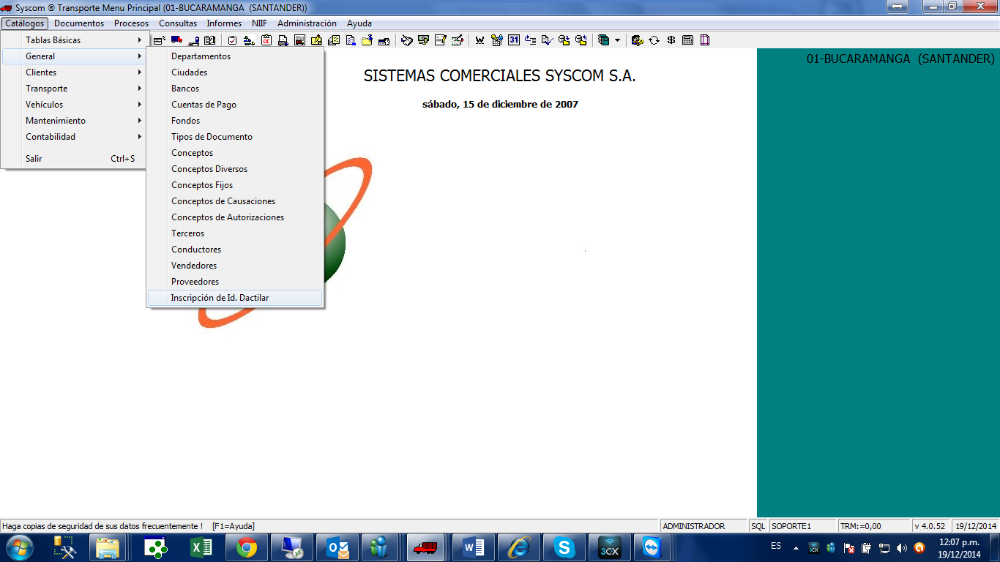 Syscom ® Transporte Menu Principal (01-BUCARAMANGA (SANTANDER))
Catálogos Documentos Procesos Consultas Informes NIIF Administración Ayuda
Tablas Básicas
General
Clientes
Transporte
Vehículos
Mantenimiento
Contabilidad
Salir Ctrl+S
Departamentos
Ciudades
Bancos
Cuentas de Pago
Fondos
Tipos de Documento
Conceptos
Conceptos Diversos
Conceptos Fijos
Conceptos de Causaciones
Conceptos de Autorizaciones
Terceros
Conductores
Vendedores
Proveedores
Inscripción de Id. Dactilar
W 31 $
01-BUCARAMANGA (SANTANDER)
SISTEMAS COMERCIALES SYSCOM S.A.
sábado, 15 de diciembre de 2007
Haga copias de seguridad de sus datos frecuentemente ! [F1=Ayuda] ADMINISTRADOR SQL SOPORTE1 TRM:=0,00 v 4.0.52 19/12/2014
3CX
ES
12:07 p.m.
19/12/2014